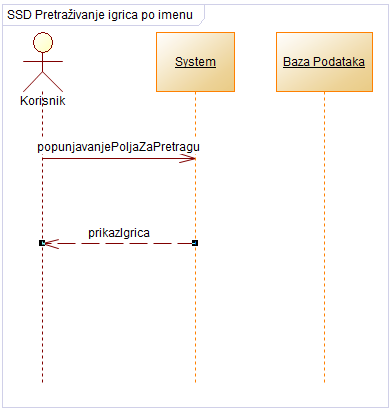 SSD Pretraživanje igrica po imenu
System
Baza Podataka
Korisnik
popunjavanjePoljaZaPretragu
prikazIgrica